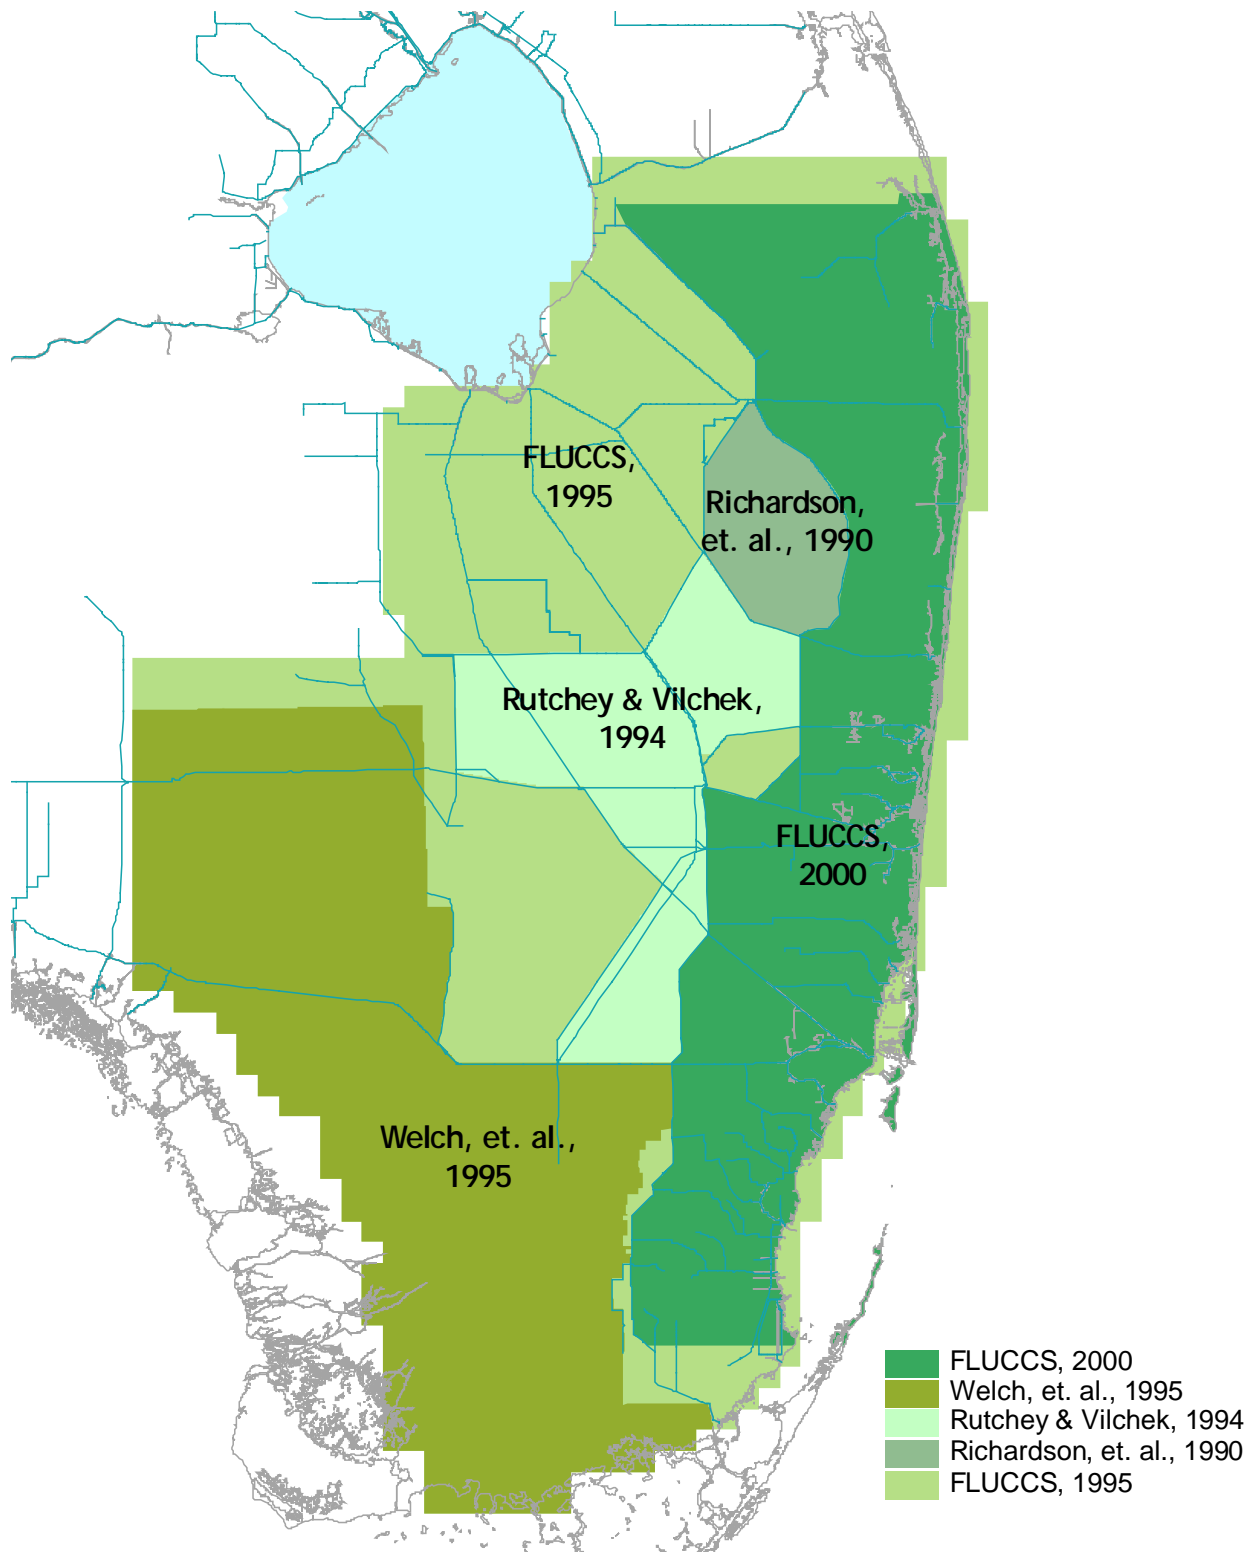 FLUCCS,
1995
Richardson,
et. al., 1990
Rutchey & Vilchek,
1994
FLUCCS,
2000
Welch, et. al.,
1995
FLUCCS, 2000
Welch, et. al., 1995
Rutchey & Vilchek, 1994
Richardson, et. al., 1990
FLUCCS, 1995